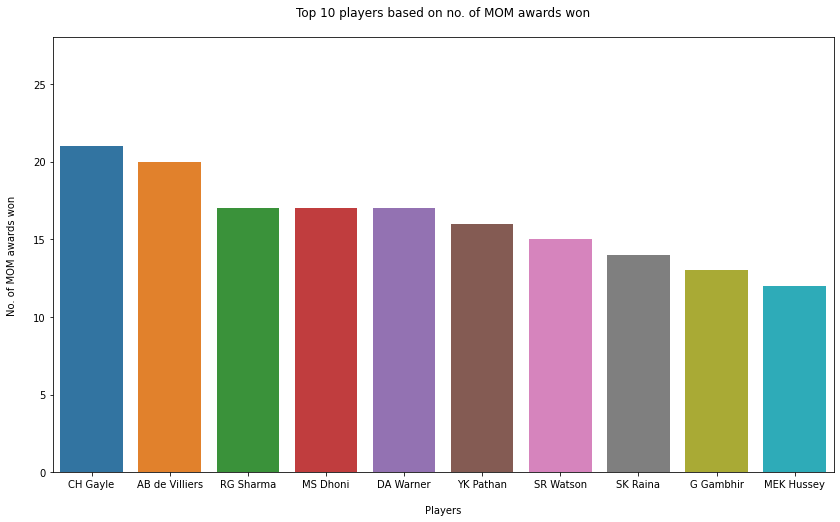 Top 10 players based on no. of MOM awards won
No. of MOM awards won
25
20
15
10
5
0
CH Gayle AB de Villiers RG Sharma MS Dhoni DA Warner YK Pathan SR Watson SK Raina G Gambhir MEK Hussey
Players